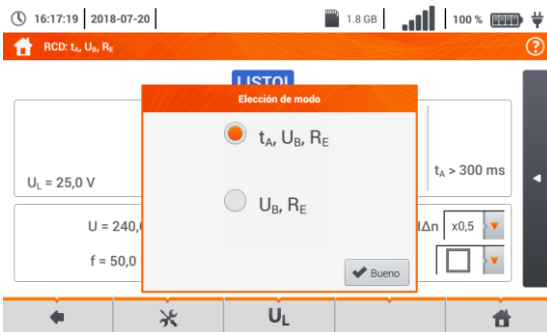 16:17:19 2018-07-20 1.8 GB 100 %
RCD: tA, UB, RE
LISTO!
Elección de modo
tA, UB, RE
tA > 300 ms
UL = 25,0 V
UB, RE
U = 240, IΔn x0,5
f = 50,0
Bueno
UL